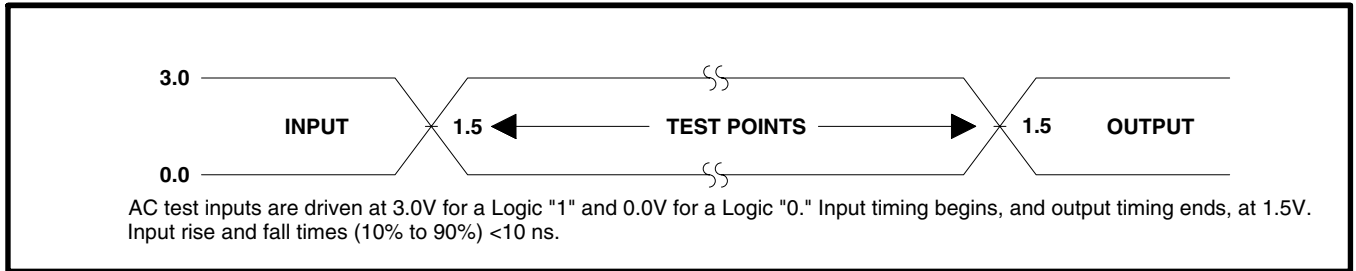 3.0
INPUT 1.5 TEST POINTS 1.5 OUTPUT
0.0
AC test inputs are driven at 3.0V for a Logic "1" and 0.0V for a Logic "0." Input timing begins, and output timing ends, at 1.5V.
Input rise and fall times (10% to 90%) <10 ns.